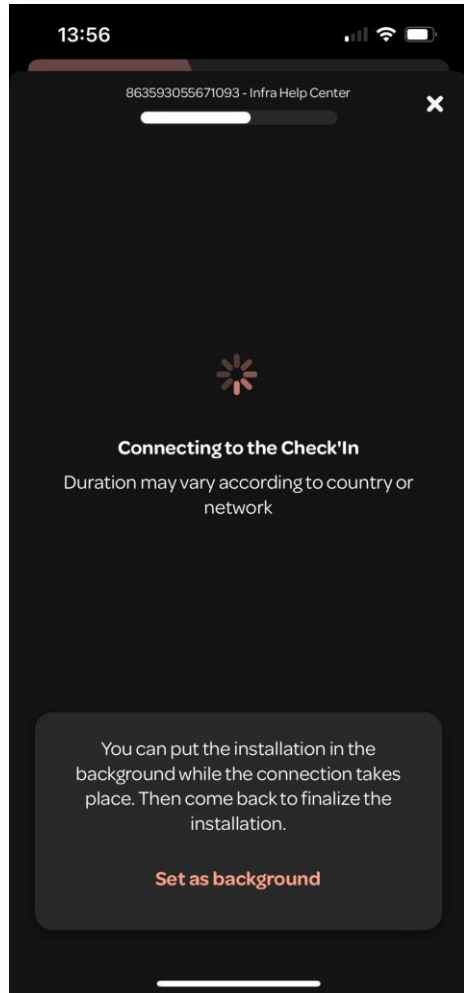 13:56
863593055671093 - Infra Help Center
Connecting to the Check'In
Duration may vary according to country or
network
You can put the installation in the
background while the connection takes
place. Then come back to finalize the
installation.
Set as background